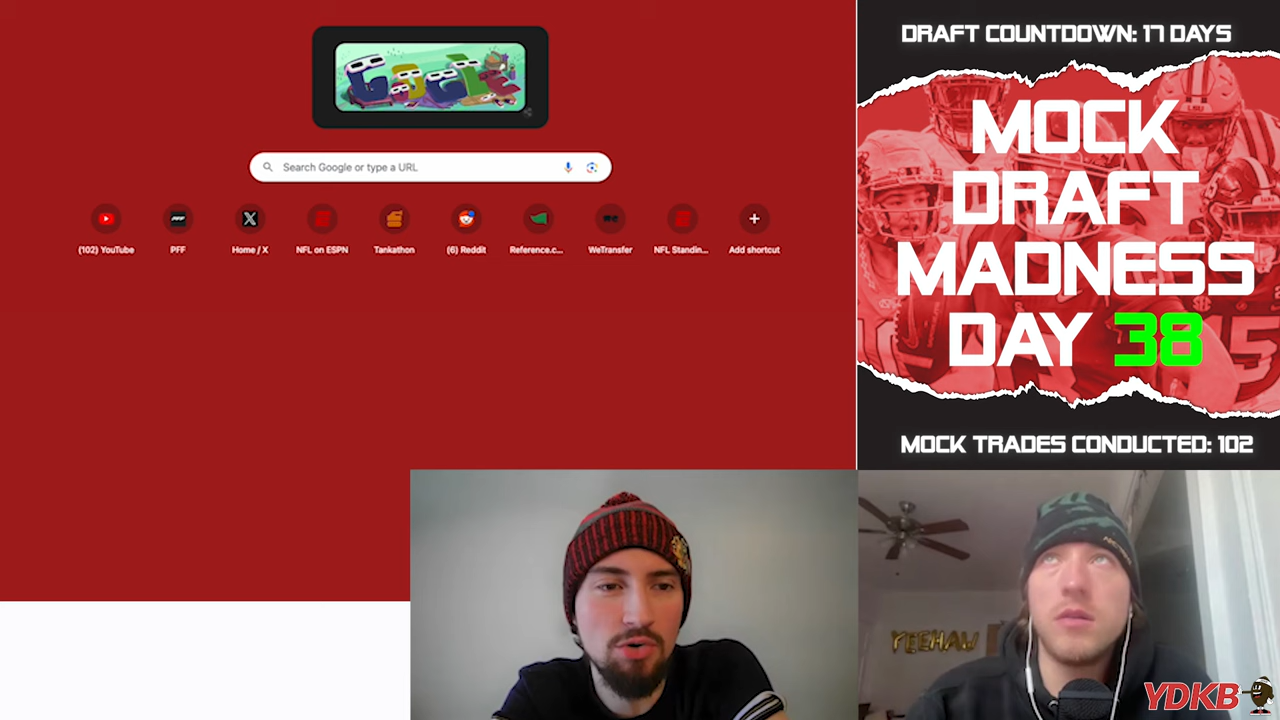 Search Google or type a URL
(102) YouTube
PFF
Home / X
NFL on ESPN
Tankathon
(6) Reddit
Reference.c...
WeTransfer
NFL Standin...
Add shortcut
DRAFT COUNTDOWN: 17 DAYS
MOCK
DRAFT
MADNESS
DAY 38
MOCK TRADES CONDUCTED: 102
YEEHAW
YDKB